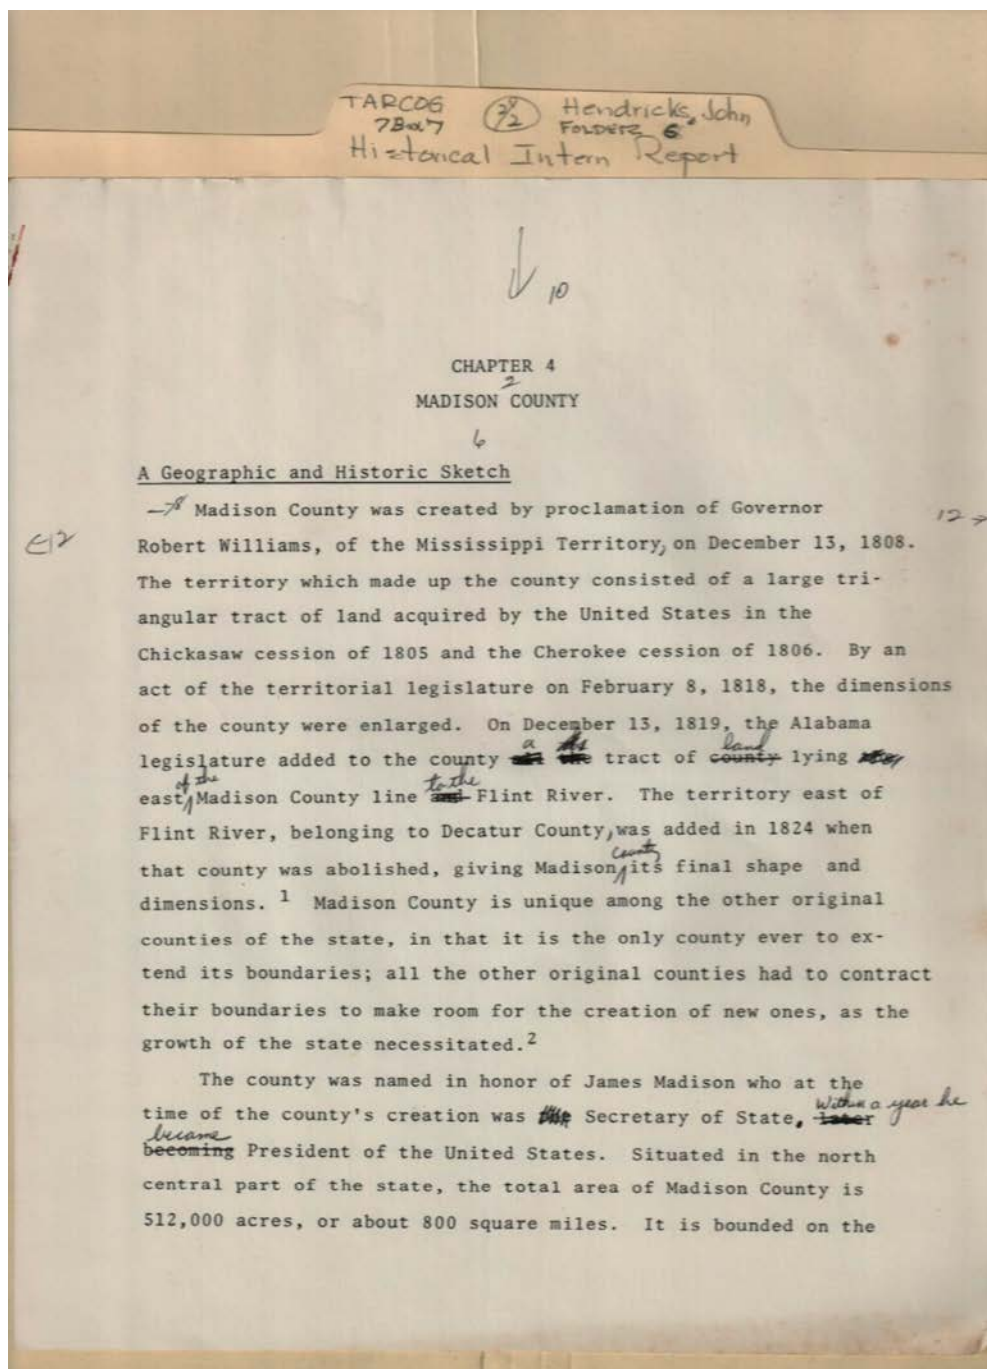 TARCOG Hendricks, John
FOLDER 6
Historical Intern Report
10
CHAPTER 4
2
MADISON COUNTY
6
A Geographic and Historic Sketch
Madison County was created by proclamation of Governor
12
12
Robert Williams, of the Mississippi Territory, on December 13, 1808.
The territory which made up the county consisted of a large tri-
angular tract of land acquired by the United States in the
Chickasaw cession of 1805 and the Cherokee cession of 1806. By an
act of the territorial legislature on February 8, 1818, the dimensions
of the county were enlarged. On December 13, 1819, the Alabama
a land
legislature added to the county tract of county lying
of the to the
east, Madison County line and Flint River. The territory east of
Flint River, belonging to Decatur County, was added in 1824 when
county
that county was abolished, giving Madison its final shape and
dimensions. 1 Madison County is unique among the other original
counties of the state, in that it is the only county ever to ex-
tend its boundaries; all the other original counties had to contract
their boundaries to make room for the creation of new ones, as the
growth of the state necessitated.2
The county was named in honor of James Madison who at the
Within a year he
time of the county's creation was Secretary of State, later
became
becoming President of the United States. Situated in the north
central part of the state, the total area of Madison County is
512,000 acres, or about 800 square miles. It is bounded on the